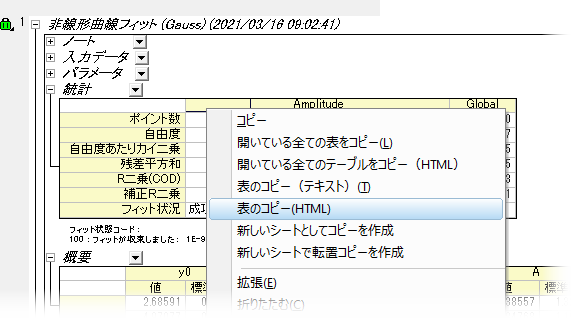 1
非線形曲線フィット (Gauss) (2021/03/16 09:02:41)
ノート
入力データ
パラメータ
統計
Amplitude Global
ポイント数 0
自由度 7
自由度あたりカイ二乗 5
残差平方和 5
R二乗(COD) 3
補正R二乗 1
フィット状況 成功
コピー
開いている全ての表をコピー(L)
開いている全てのテーブルをコピー（HTML）
表のコピー（テキスト）(T)
表のコピー(HTML)
新しいシートとしてコピーを作成
新しいシートで転置コピーを作成
拡張(E)
折りたたむ(C)
フィット状態コード :
100 : フィットが収束しました : 1E-9
概要
y0 A
値 標準 値 標準
2.68591 0 38557 1.